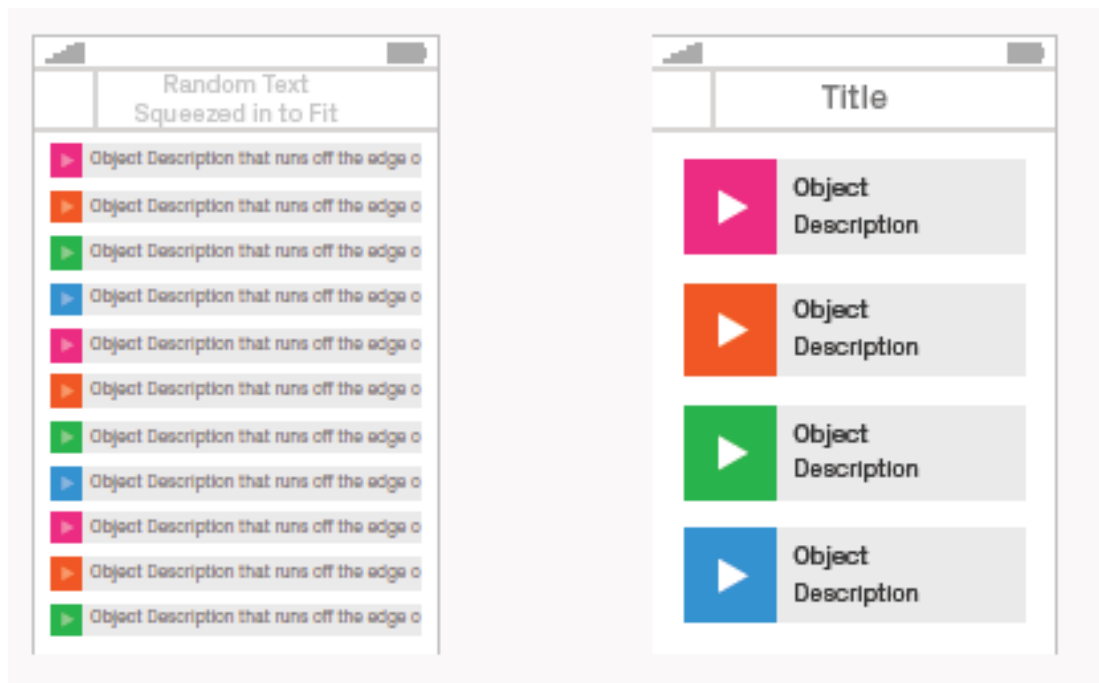 Random Text
Squeezed in to Fit
Object Description that runs off the edge o
Object Description that runs off the edge o
Object Description that runs off the edge o
Object Description that runs off the edge o
Object Description that runs off the edge o
Object Description that runs off the edge o
Object Description that runs off the edge o
Object Description that runs off the edge o
Object Description that runs off the edge o
Object Description that runs off the edge o
Object Description that runs off the edge o
Title
Object
Description
Object
Description
Object
Description
Object
Description